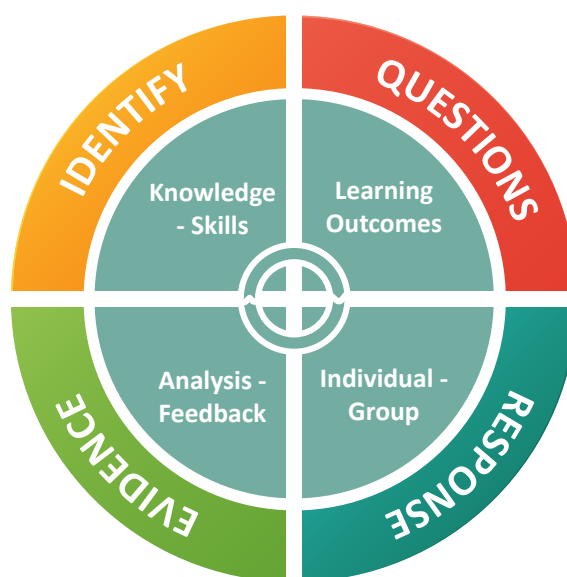 IDENTIFY
QUESTIONS
Knowledge
- Skills
Learning
Outcomes
Analysis -
Feedback
Individual -
Group
EVIDENCE
RESPONSE